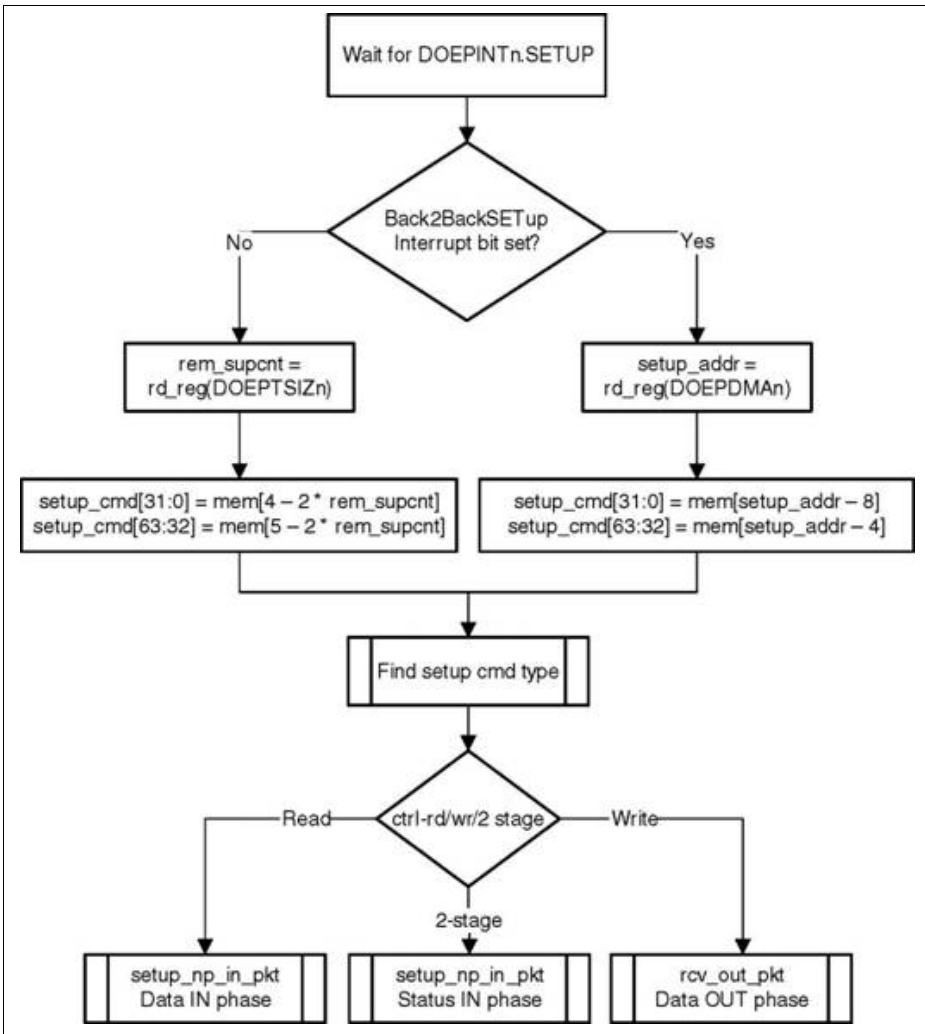 Wait for DOEPINTn.SETUP
Back2BackSETup
Interrupt bit set?
No
Yes
rem_supcnt =
rd_reg(DOEPTSIZn)
setup_addr =
rd_reg(DOEPDMAn)
setup_cmd[31:0] = mem[4 – 2 * rem_supcnt]
setup_cmd[63:32] = mem[5 – 2 * rem_supcnt]
setup_cmd[31:0] = mem[setup_addr – 8]
setup_cmd[63:32] = mem[setup_addr – 4]
Find setup cmd type
Read
ctrl-rd/wr/2 stage
Write
2-stage
setup_np_in_pkt
Data IN phase
setup_np_in_pkt
Status IN phase
rcv_out_pkt
Data OUT phase